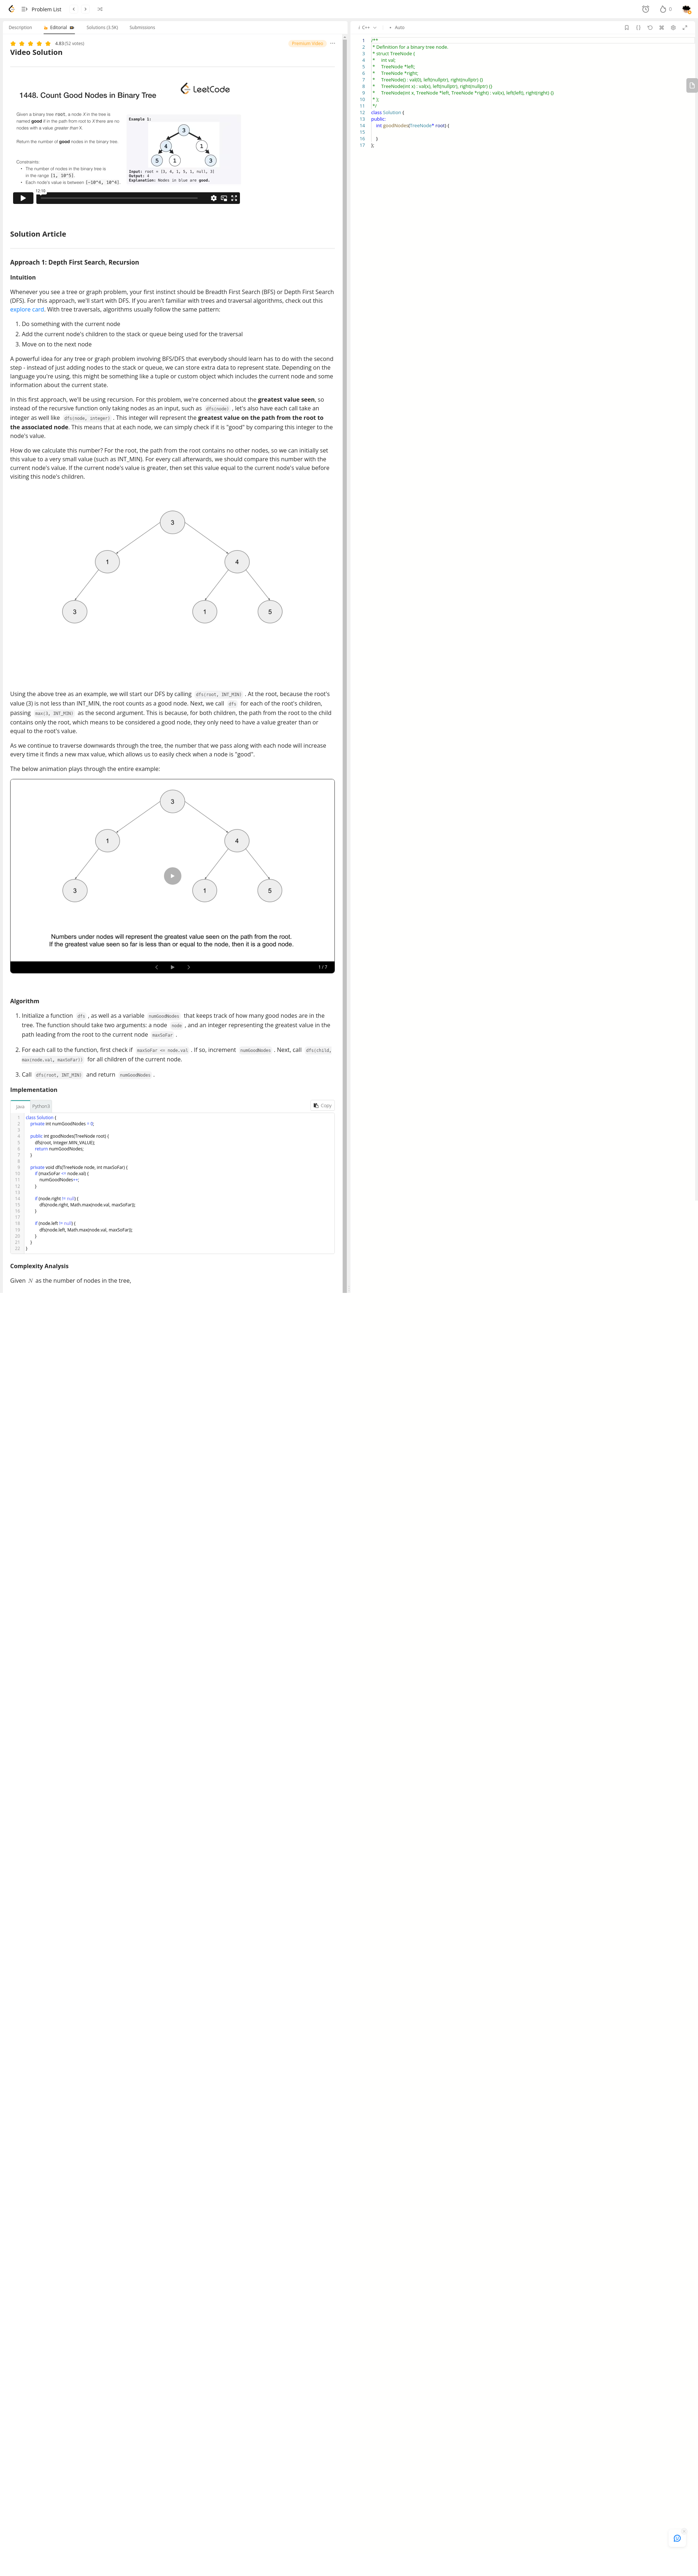 Problem List
0
Description
Editorial
Solutions (3.5K)
Submissions
4.83 (52 votes)
Premium Video
Video Solution
LeetCode
1448. Count Good Nodes in Binary Tree
Given a binary tree root, a node X in the tree is
named good if in the path from root to X there are no
nodes with a value greater than X.
Return the number of good nodes in the binary tree.
Constraints:
• The number of nodes in the binary tree is
in the range [1, 10^5].
• Each node's value is between [-10^4, 10^4].
Example 1:
3
4
1
5
1
3
Input: root = [3, 4, 1, 5, 1, null, 3]
Output: 4
Explanation: Nodes in blue are good.
Solution Article
Approach 1: Depth First Search, Recursion
Intuition
Whenever you see a tree or graph problem, your first instinct should be Breadth First Search (BFS) or Depth First Search
(DFS). For this approach, we'll start with DFS. If you aren't familiar with trees and traversal algorithms, check out this
explore card. With tree traversals, algorithms usually follow the same pattern:
1. Do something with the current node
2. Add the current node's children to the stack or queue being used for the traversal
3. Move on to the next node
A powerful idea for any tree or graph problem involving BFS/DFS that everybody should learn has to do with the second
step - instead of just adding nodes to the stack or queue, we can store extra data to represent state. Depending on the
language you're using, this might be something like a tuple or custom object which includes the current node and some
information about the current state.
In this first approach, we'll be using recursion. For this problem, we're concerned about the greatest value seen, so
instead of the recursive function only taking nodes as an input, such as dfs(node) , let's also have each call take an
integer as well like dfs(node, integer) . This integer will represent the greatest value on the path from the root to
the associated node. This means that at each node, we can simply check if it is "good" by comparing this integer to the
node's value.
How do we calculate this number? For the root, the path from the root contains no other nodes, so we can initially set
this value to a very small value (such as INT_MIN). For every call afterwards, we should compare this number with the
current node's value. If the current node's value is greater, then set this value equal to the current node's value before
visiting this node's children.
3
1
4
3
1
5
Using the above tree as an example, we will start our DFS by calling dfs(root, INT_MIN) . At the root, because the root's
value (3) is not less than INT_MIN, the root counts as a good node. Next, we call dfs for each of the root's children,
passing max(3, INT_MIN) as the second argument. This is because, for both children, the path from the root to the child
contains only the root, which means to be considered a good node, they only need to have a value greater than or
equal to the root's value.
As we continue to traverse downwards through the tree, the number that we pass along with each node will increase
every time it finds a new max value, which allows us to easily check when a node is "good".
The below animation plays through the entire example:
3
1
4
3
1
5
Numbers under nodes will represent the greatest value seen on the path from the root.
If the greatest value seen so far is less than or equal to the node, then it is a good node.
1 / 7
Algorithm
1. Initialize a function dfs , as well as a variable numGoodNodes that keeps track of how many good nodes are in the
tree. The function should take two arguments: a node node , and an integer representing the greatest value in the
path leading from the root to the current node maxSoFar .
2. For each call to the function, first check if maxSoFar <= node.val . If so, increment numGoodNodes . Next, call dfs(child,
max(node.val, maxSoFar)) for all children of the current node.
3. Call dfs(root, INT_MIN) and return numGoodNodes .
Implementation
Java
Python3
Copy
1 class Solution {
2 private int numGoodNodes = 0;
3
4 public int goodNodes(TreeNode root) {
5 dfs(root, Integer.MIN_VALUE);
6 return numGoodNodes;
7 }
8
9 private void dfs(TreeNode node, int maxSoFar) {
10 if (maxSoFar <= node.val) {
11 numGoodNodes++;
12 }
13
14 if (node.right != null) {
15 dfs(node.right, Math.max(node.val, maxSoFar));
16 }
17
18 if (node.left != null) {
19 dfs(node.left, Math.max(node.val, maxSoFar));
20 }
21 }
22 }
Complexity Analysis
Given N as the number of nodes in the tree,
C++
Auto
1 /**
2 * Definition for a binary tree node.
3 * struct TreeNode {
4 * int val;
5 * TreeNode *left;
6 * TreeNode *right;
7 * TreeNode() : val(0), left(nullptr), right(nullptr) {}
8 * TreeNode(int x) : val(x), left(nullptr), right(nullptr) {}
9 * TreeNode(int x, TreeNode *left, TreeNode *right) : val(x), left(left), right(right) {}
10 * };
11 */
12 class Solution {
13 public:
14 int goodNodes(TreeNode* root) {
15
16 }
17 };